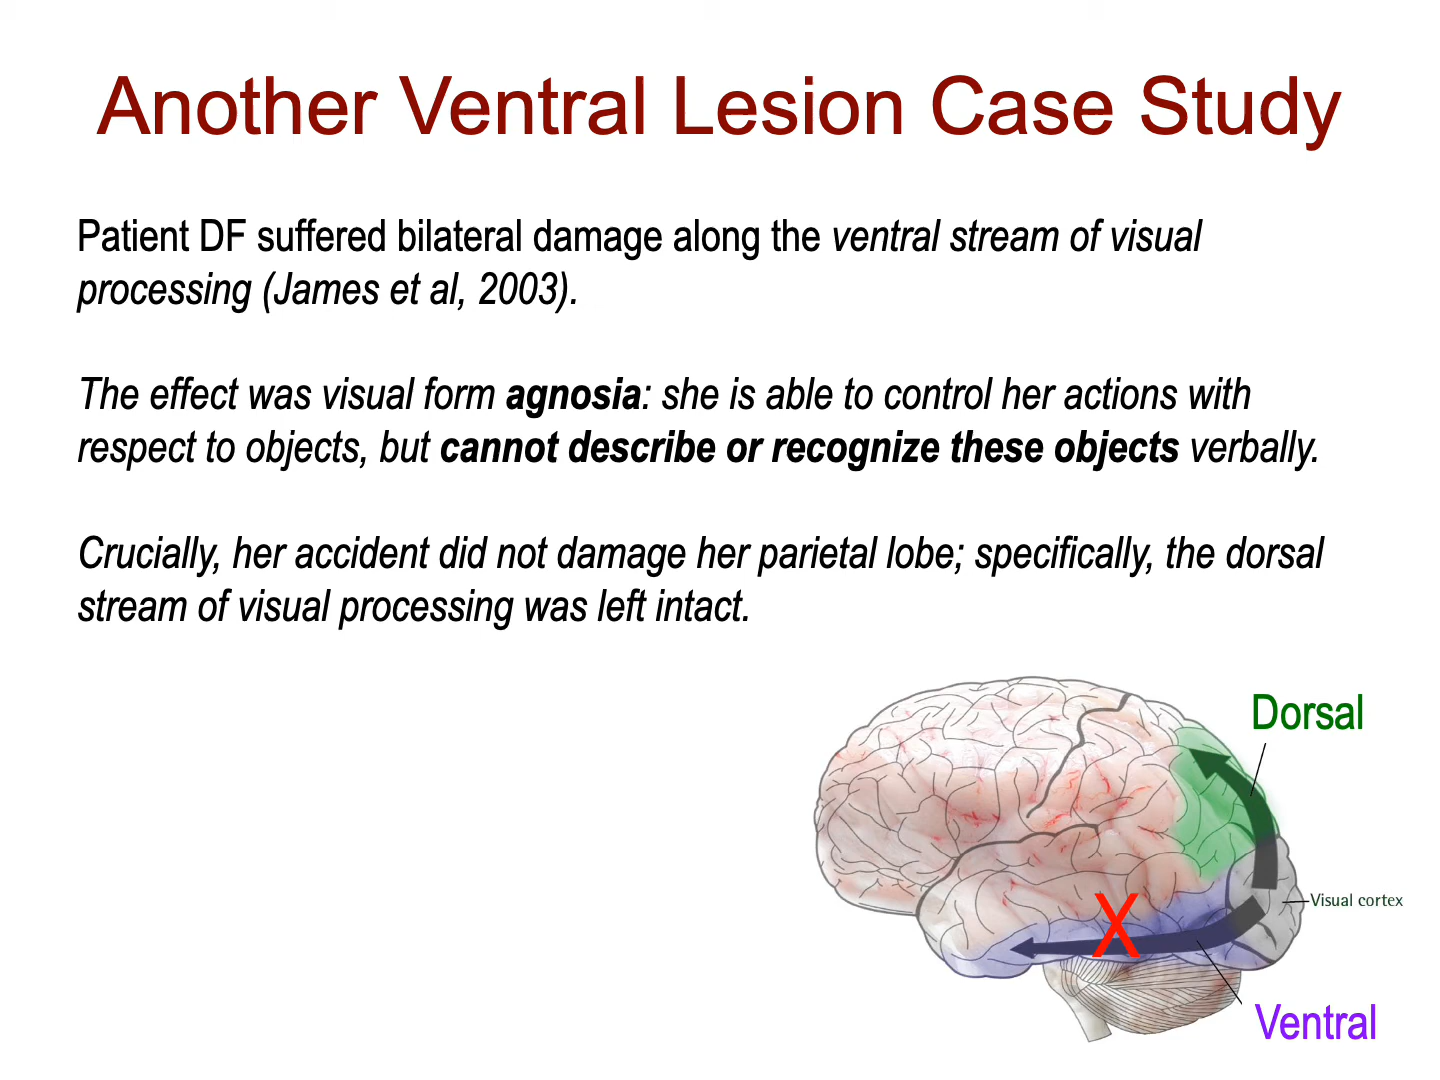 Another Ventral Lesion Case Study
Patient DF suffered bilateral damage along the ventral stream of visual
processing (James et al, 2003).
The effect was visual form agnosia: she is able to control her actions with
respect to objects, but cannot describe or recognize these objects verbally.
Crucially, her accident did not damage her parietal lobe; specifically, the dorsal
stream of visual processing was left intact.
Dorsal
Visual cortex
X
Ventral